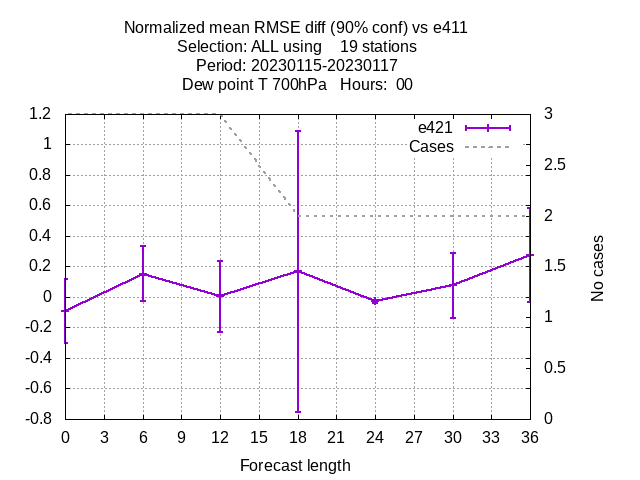 Normalized mean RMSE diff (90% conf) vs e411
Selection: ALL using    19 stations
Period: 20230115-20230117
Dew point T 700hPa   Hours:  00
e421
Cases
1.2
1
0.8
0.6
0.4
0.2
0
-0.2
-0.4
-0.6
-0.8
3
2.5
2
1.5
1
0.5
0
No cases
0 3 6 9 12 15 18 21 24 27 30 33 36
Forecast length